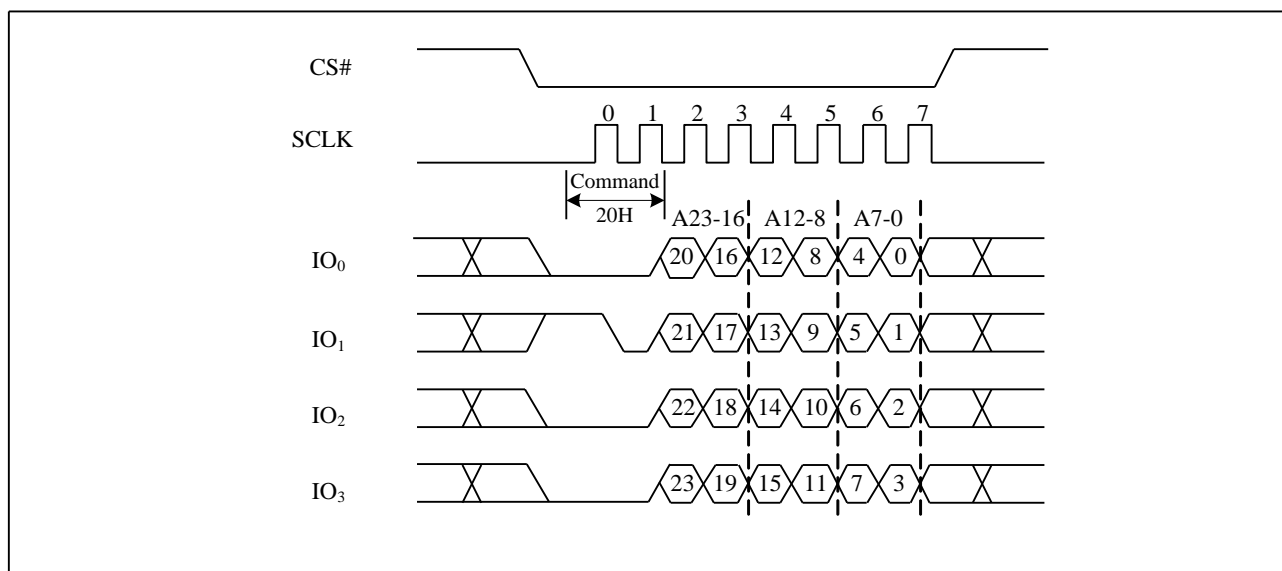 CS#
0 1 2 3 4 5 6 7
SCLK
Command
20H
A23-16 A12-8 A7-0
IO0 20 16 12 8 4 0
IO1 21 17 13 9 5 1
IO2 22 18 14 10 6 2
IO3 23 19 15 11 7 3